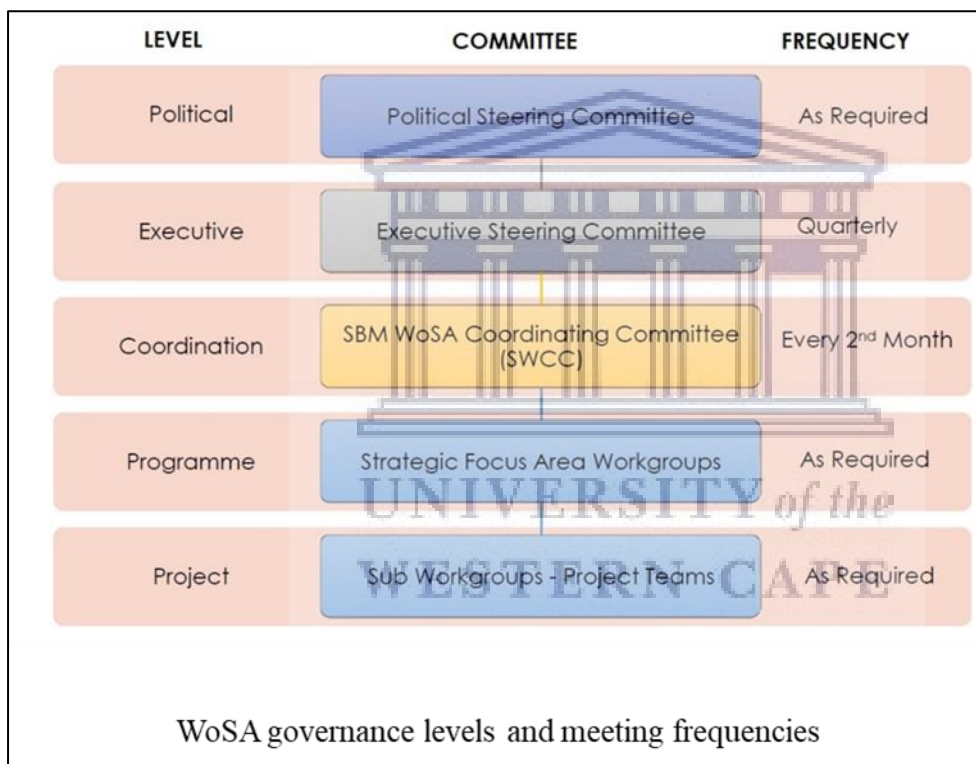 LEVEL COMMITTEE FREQUENCY
Political Political Steering Committee As Required
Executive Executive Steering Committee Quarterly
Coordination SBM WoSA Coordinating Committee (SWCC) Every 2nd Month
Programme Strategic Focus Area Workgroups As Required
UNIVERSITY of the
Project Sub Workgroups - Project Teams As Required
WESTERN CAPE
WoSA governance levels and meeting frequencies